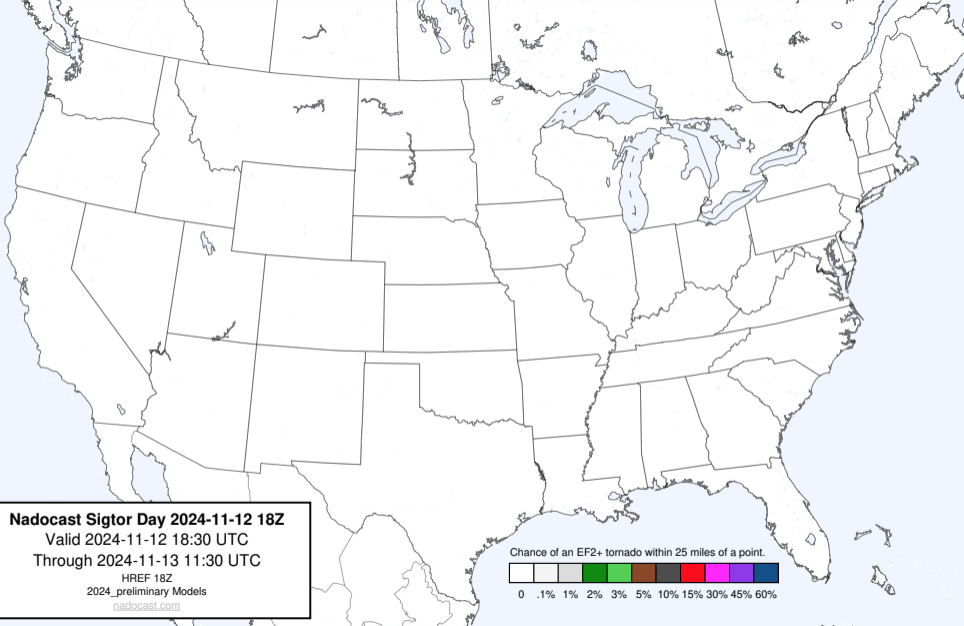 Nadocast Sigtor Day 2024-11-12 18Z
Valid 2024-11-12 18:30 UTC
Through 2024-11-13 11:30 UTC
HREF 18Z
2024_preliminary Models
nadocast.com
Chance of an EF2+ tornado within 25 miles of a point.
0 .1% 1% 2% 3% 5% 10% 15% 30% 45% 60%